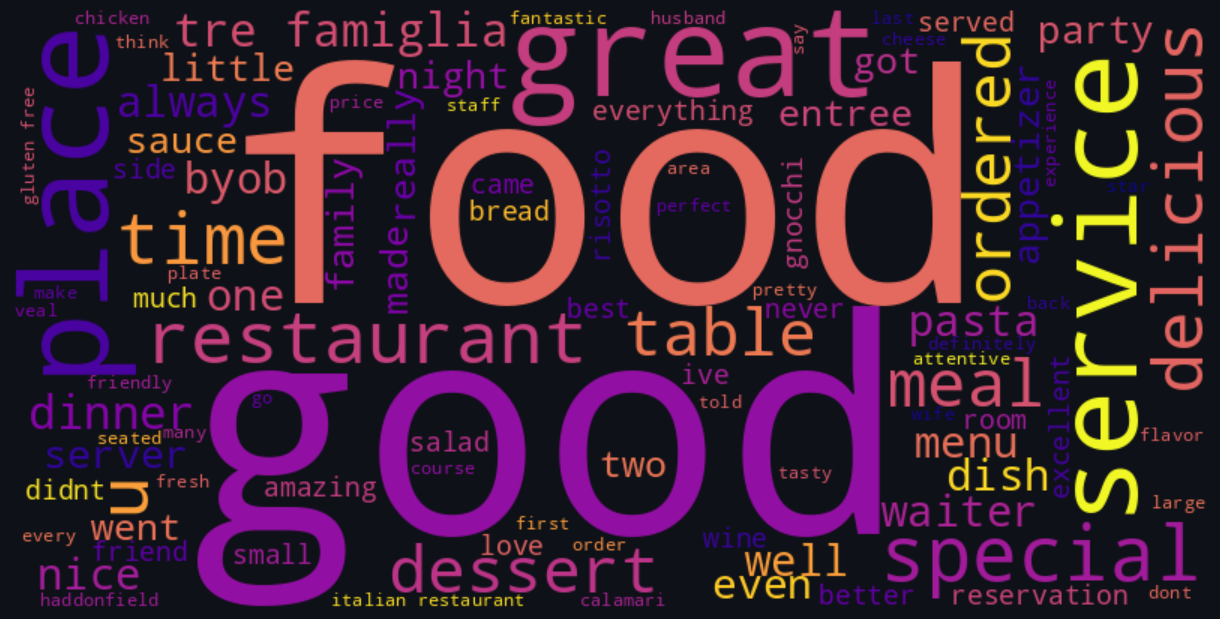 chicken
think
tre famiglia
fantastic
great
husband
say
last
cheese
served
party
delicious
gluten free
place
little
always
sauce
side
byob
time
plate
much
one
night
price
staff
really
made
family
food
everything
got
entree
ordered
appetizer
experience
service
star
came
bread
risotto
area
perfect
gnocchi
pretty
never
best
make
veal
restaurant
table
pasta
back
definitely
attentive
meal
friendly
dinner
seated
many
server
didnt
u
fresh
went
every
friend
nice
haddonfield
good
go
salad
course
amazing
small
ive
told
two
tasty
wife
room
menu
dish
excellent
flavor
large
waiter
special
first
love
order
dessert
italian restaurant
calamari
wine
well
even
better
reservation
dont